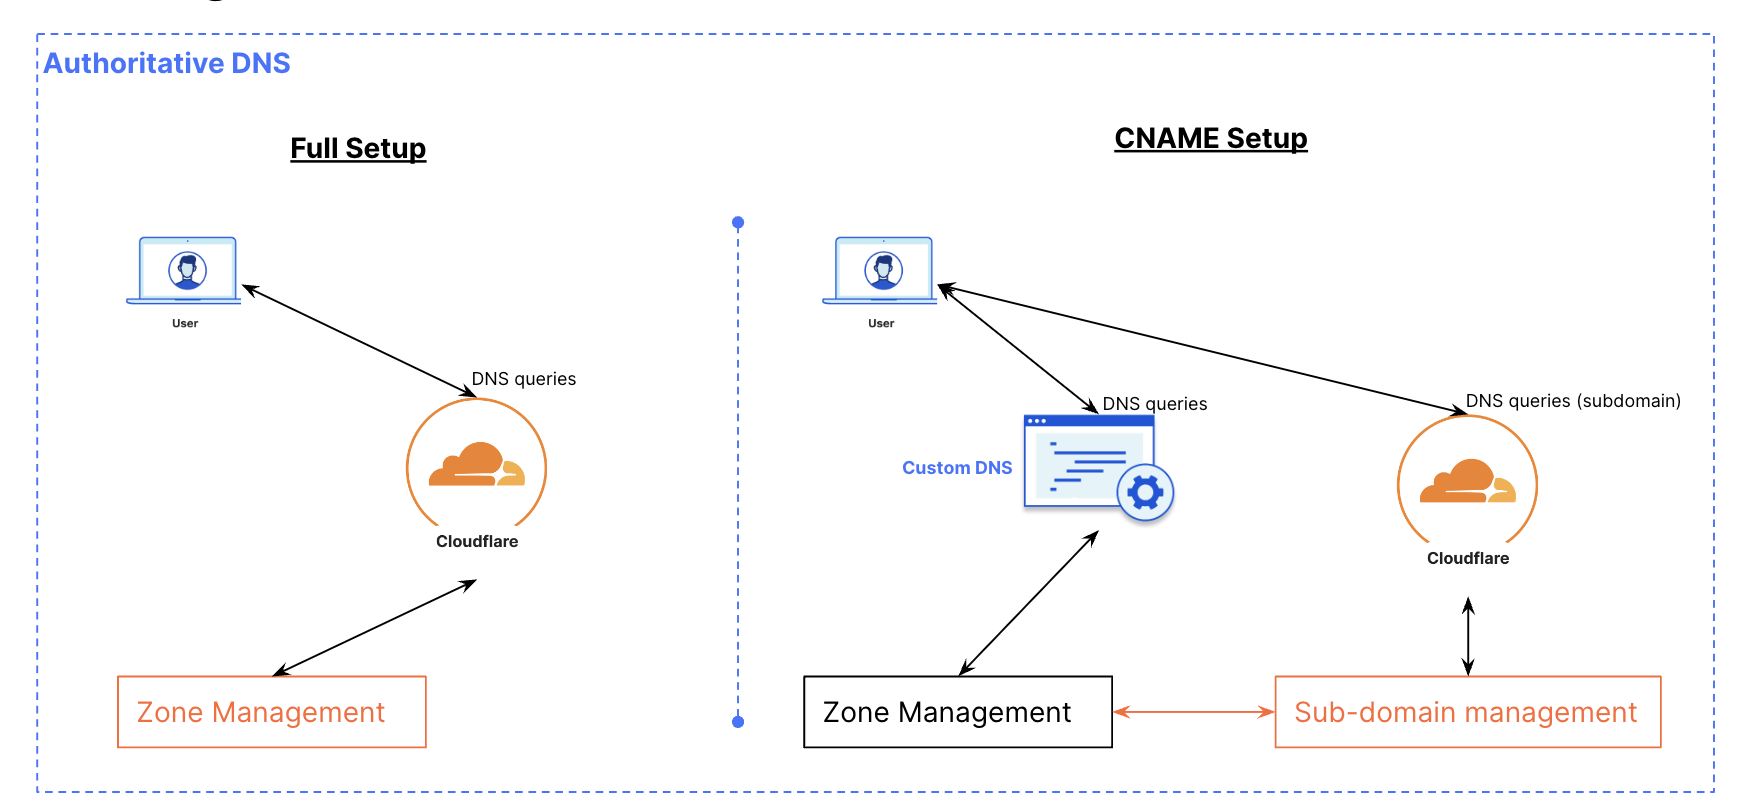 Authoritative DNS
Full Setup
CNAME Setup
User
User
DNS queries
DNS queries
DNS queries (subdomain)
Custom DNS
Cloudflare
Cloudflare
Zone Management
Zone Management
Sub-domain management